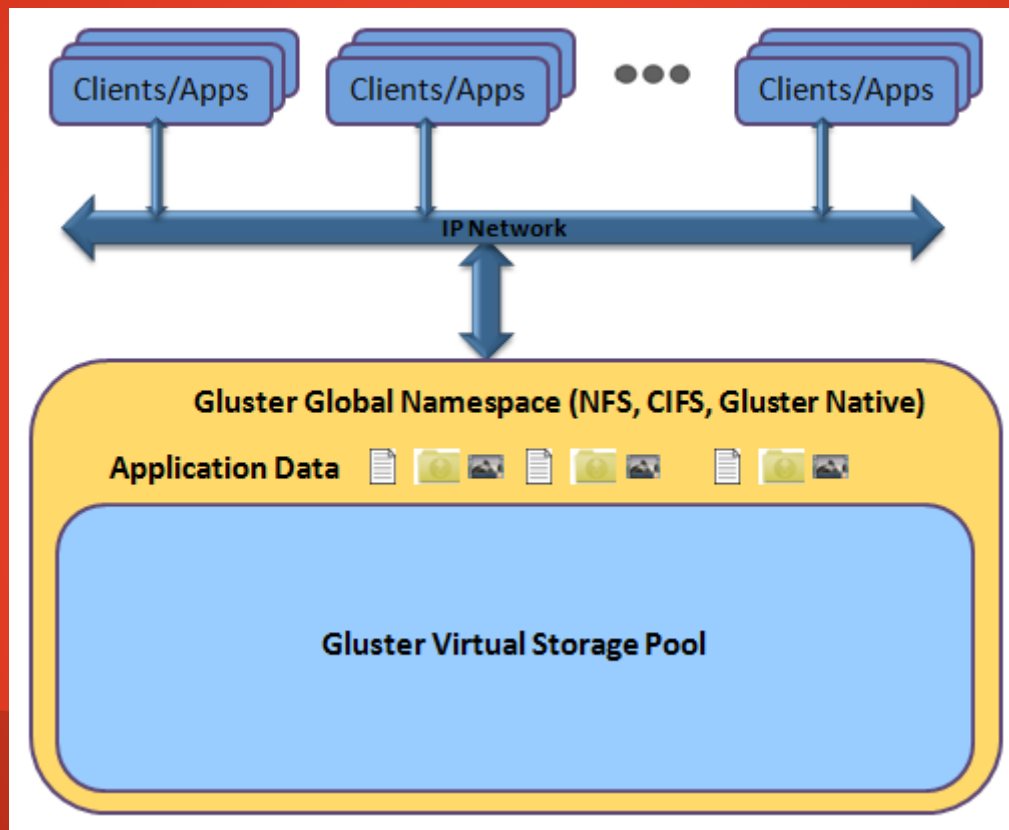 Clients/Apps
Clients/Apps
Clients/Apps
IP Network
Gluster Global Namespace (NFS, CIFS, Gluster Native)
Application Data
Gluster Virtual Storage Pool